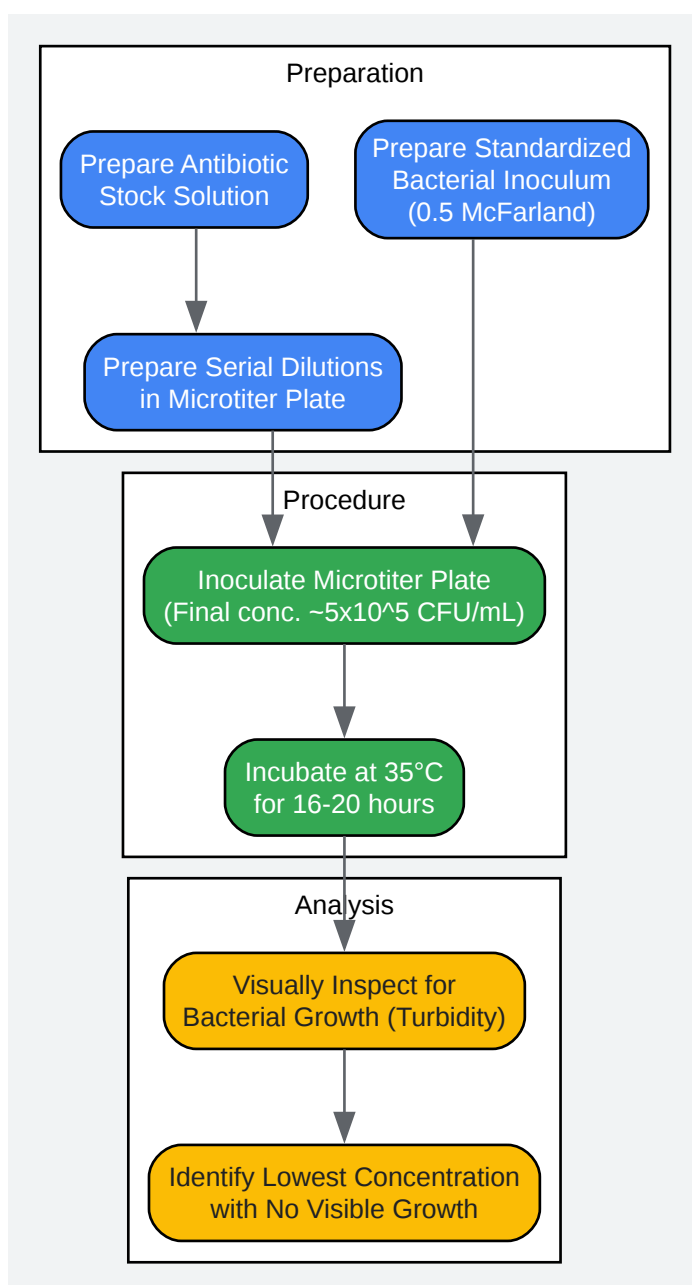 Preparation
Prepare Antibiotic
Stock Solution
Prepare Standardized
Bacterial Inoculum
(0.5 McFarland)
Prepare Serial Dilutions
in Microtiter Plate
Procedure
Inoculate Microtiter Plate
(Final conc. ~5x10^5 CFU/mL)
Incubate at 35°C
for 16-20 hours
Analysis
Visually Inspect for
Bacterial Growth (Turbidity)
Identify Lowest Concentration
with No Visible Growth